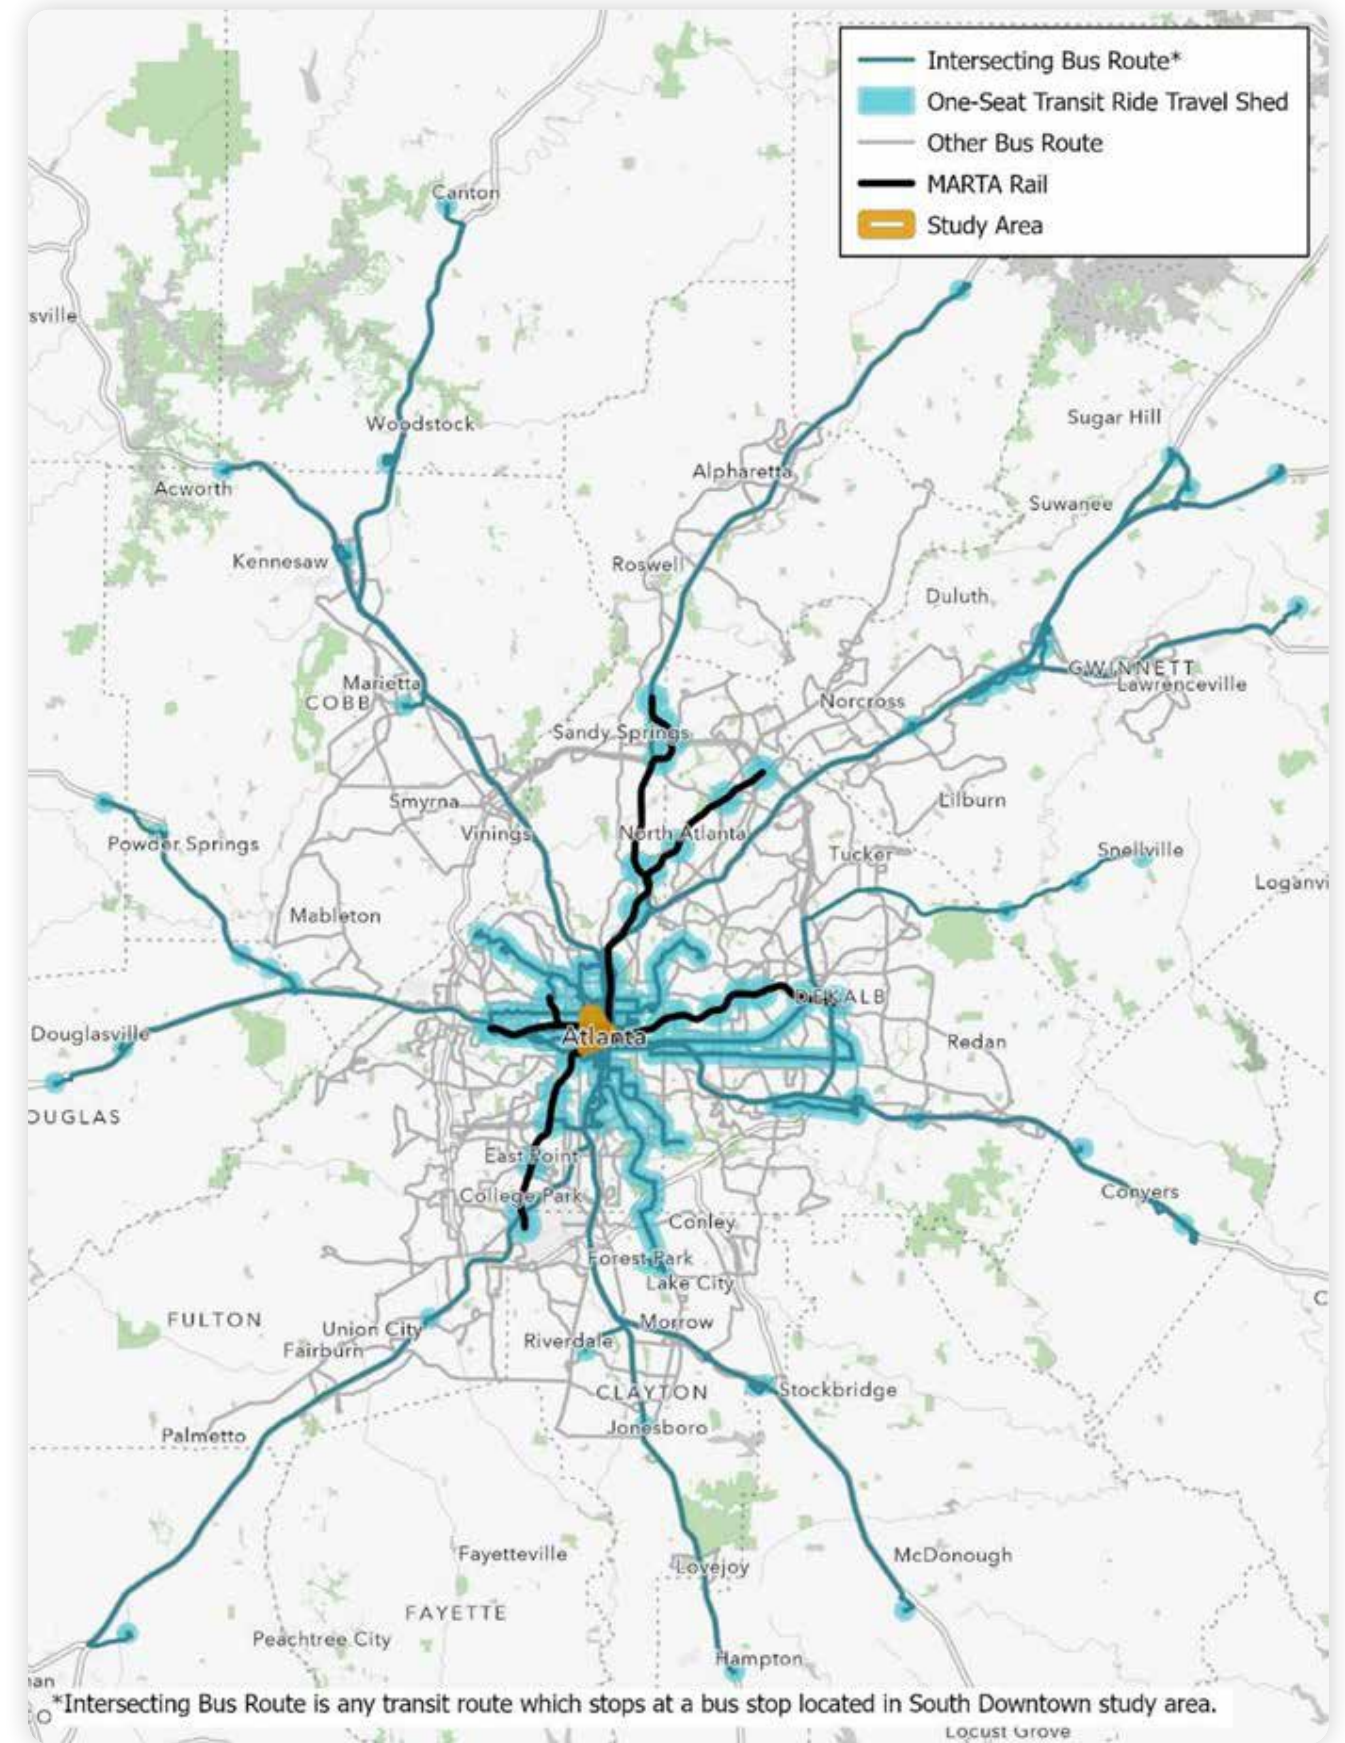 Intersecting Bus Route*
One-Seat Transit Ride Travel Shed
Other Bus Route
MARTA Rail
Study Area
Canton
sville
Sugar Hill
Woodstock
Alpharetta
Acworth
Suwanee
Kennesaw
Roswell
Duluth
GWINNETT
Marietta
Lawrenceville
COBB
Norcross
Sandy Springs
Smyrna
Lilburn
Vinings
North Atlanta
Powder Springs
Tucker
Snellville
Loganvi
Mableton
DEKALB
Douglasville
Atlanta
Redan
OUGLAS
East Point
College Park
Conyers
Conley
Forest Park
Lake City
C
FULTON
Union City
Morrow
Riverdale
Fairburn
CLAYTON
Stockbridge
Jonesboro
Palmetto
Fayetteville
McDonough
Lovejoy
FAYETTE
Peachtree City
Hampton
nan
*Intersecting Bus Route is any transit route which stops at a bus stop located in South Downtown study area.
O
Locust Grove